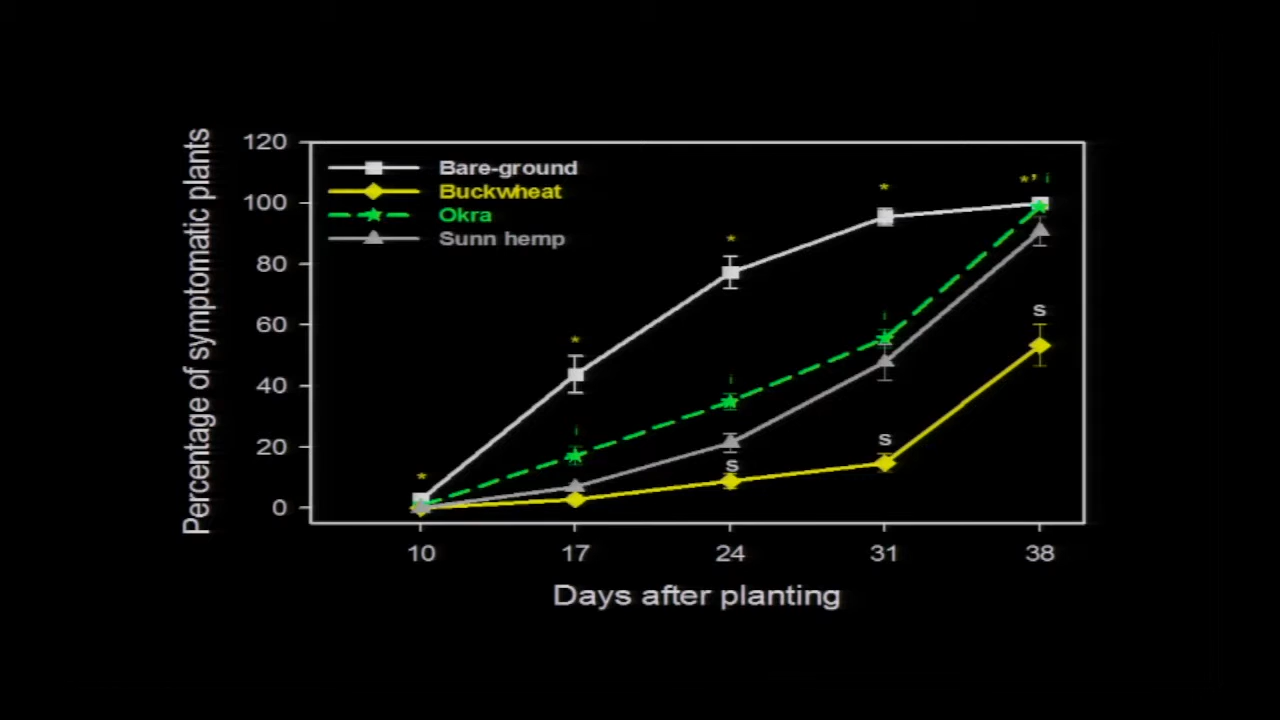 Percentage of symptomatic plants
120
100
80
60
40
20
0
Bare-ground
Buckwheat
Okra
Sunn hemp
*
*
*
*
*, i
i
i
i
s
s
s
10 17 24 31 38
Days after planting